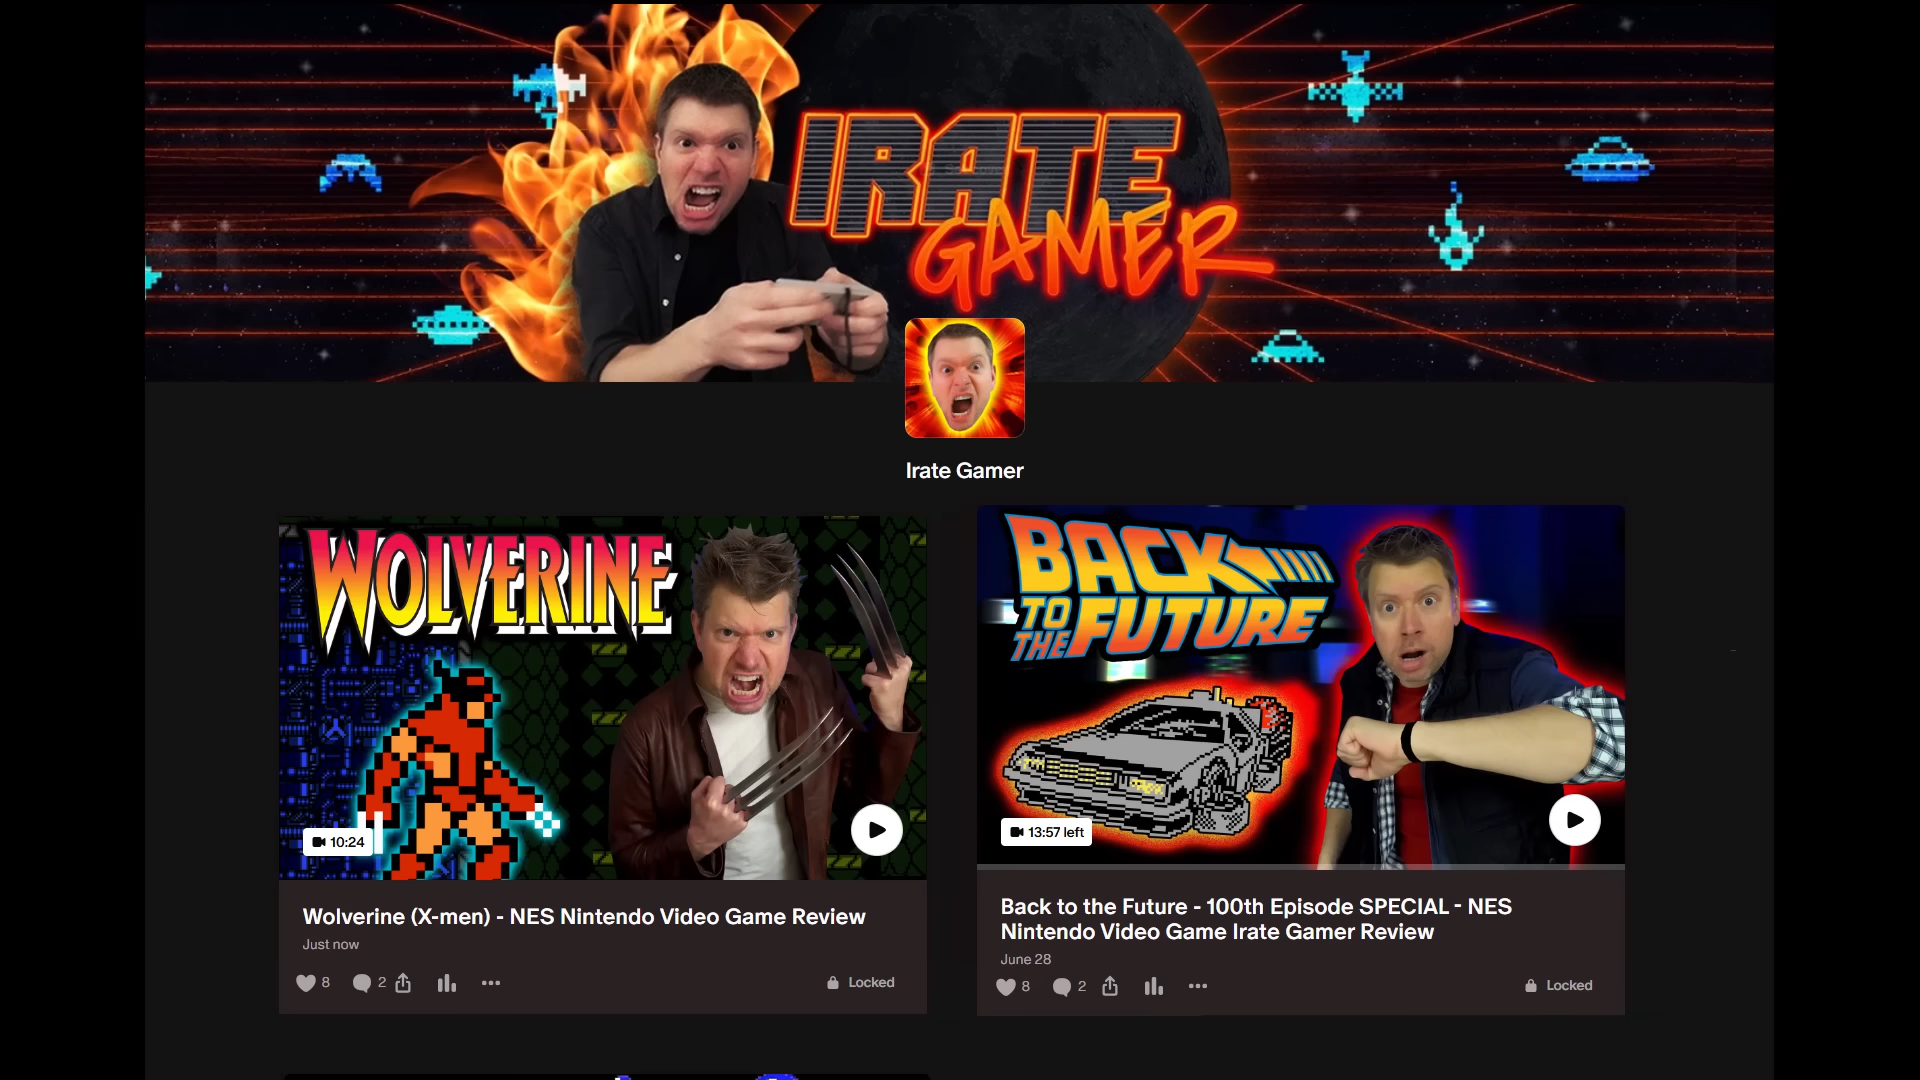 IRATE
GAMER
Irate Gamer
WOLVERINE
10:24
Wolverine (X-men) - NES Nintendo Video Game Review
Just now
8 2
Locked
BACK
TO
THE FUTURE
13:57 left
Back to the Future - 100th Episode SPECIAL - NES
Nintendo Video Game Irate Gamer Review
June 28
8 2
Locked